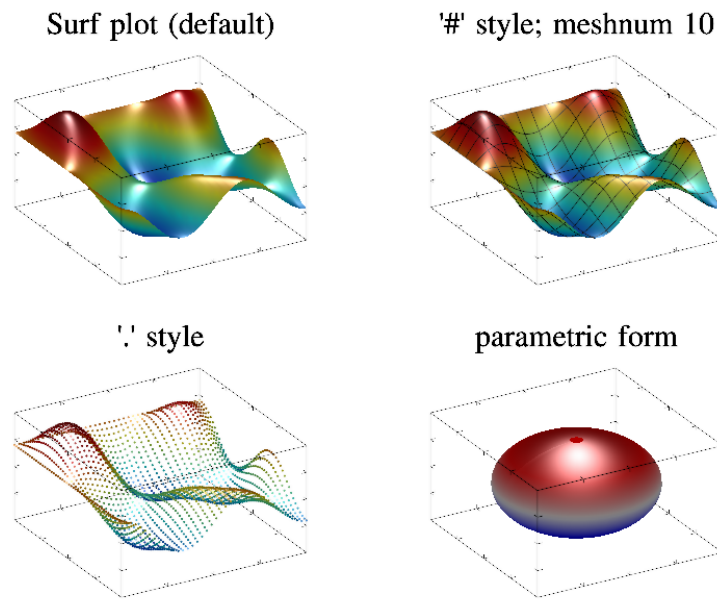 Surf plot (default)
'#' style; meshnum 10
'.' style
parametric form